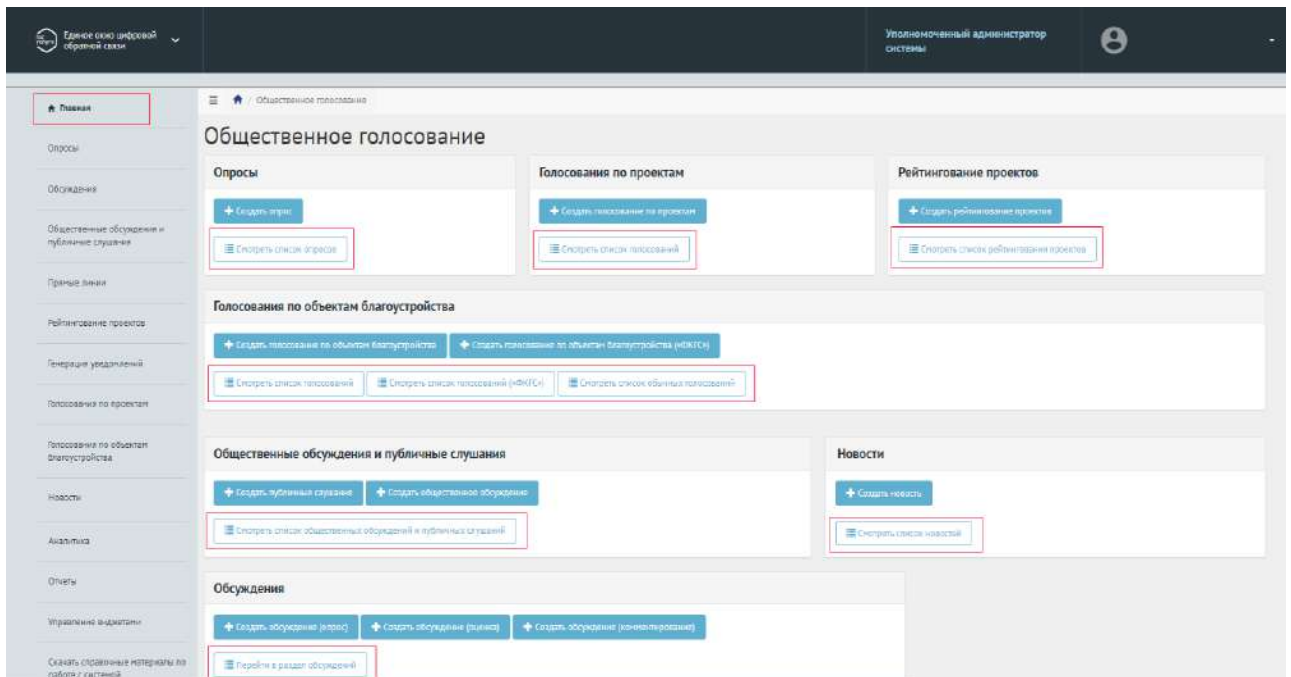 Единое окно цифровой
обратной связи
Уполномоченный администратор
системы
Главная
/ Общественное голосование
Общественное голосование
Опросы
Обсуждения
Общественные обсуждения и
публичные слушания
Прямые линии
Рейтингование проектов
Генерация уведомлений
Голосования по проектам
Голосования по объектам
благоустройства
Новости
Аналитика
Отчеты
Управление виджетами
Скачать справочные материалы по
работе с системой
Опросы
+ Создать опрос
Смотреть список опросов
Голосования по проектам
+ Создать голосование по проектам
Смотреть список голосований
Рейтингование проектов
+ Создать рейтингование проектов
Смотреть список рейтингования проектов
Голосования по объектам благоустройства
+ Создать голосование по объектам благоустройства + Создать голосование по объектам благоустройства («ФКГС»)
Смотреть список голосований Смотреть список голосований («ФКГС») Смотреть список обычных голосований
Общественные обсуждения и публичные слушания
+ Создать публичные слушания + Создать общественное обсуждение
Смотреть список общественных обсуждений и публичных слушаний
Новости
+ Создать новость
Смотреть список новостей
Обсуждения
+ Создать обсуждение (опрос) + Создать обсуждение (оценка) + Создать обсуждение (комментирование)
Перейти в раздел обсуждений